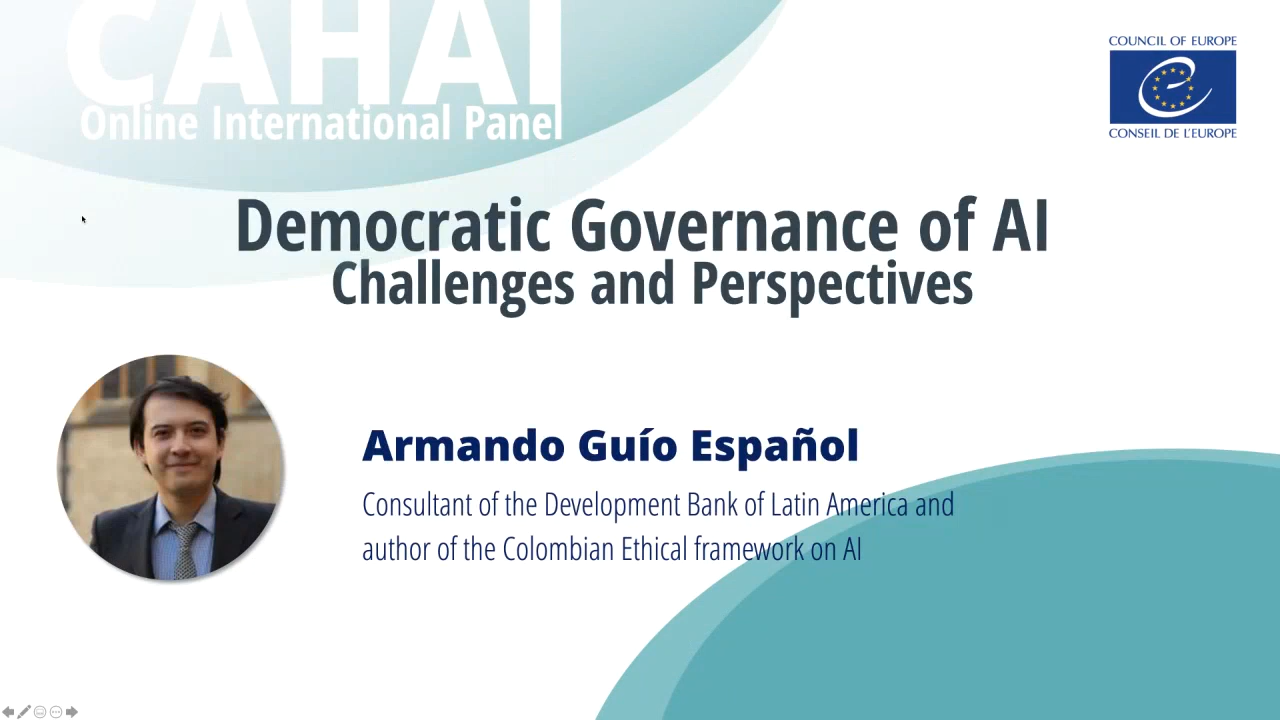 CAHAI
Online International Panel
COUNCIL OF EUROPE
CONSEIL DE L'EUROPE
Democratic Governance of AI
Challenges and Perspectives
Armando Guío Español
Consultant of the Development Bank of Latin America and
author of the Colombian Ethical framework on AI